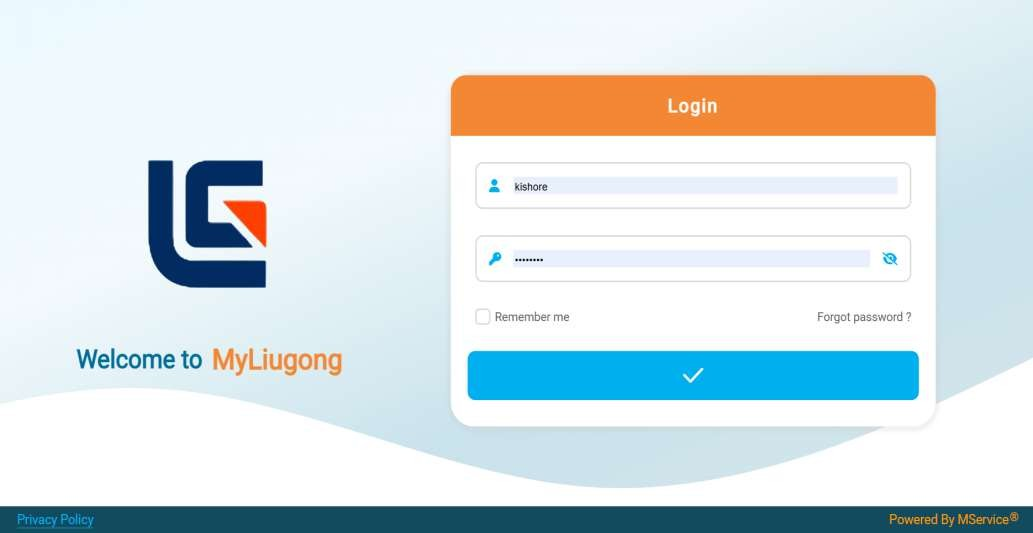 Login
kishore
••••••••
Remember me
Forgot password ?
Welcome to MyLiugong
Privacy Policy
Powered By MService®